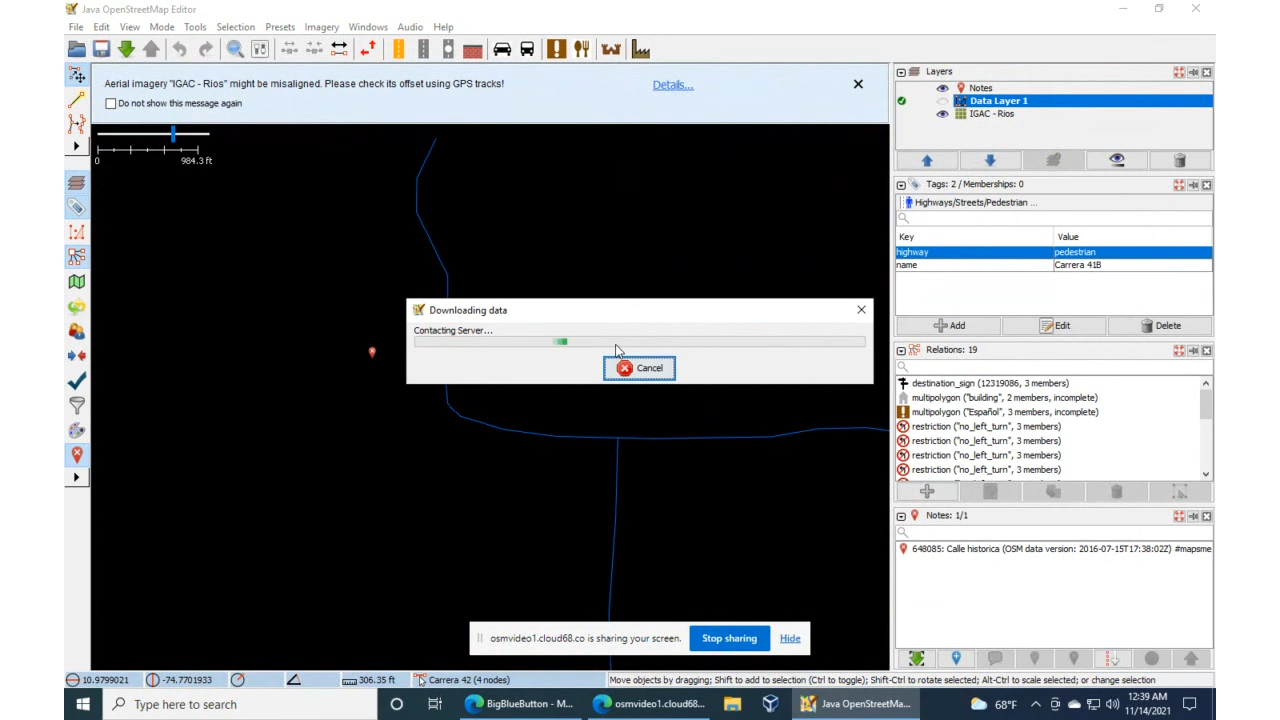 Java OpenStreetMap Editor
File Edit View Mode Tools Selection Presets Imagery Windows Audio Help
Aerial imagery "IGAC - Rios" might be misaligned. Please check its offset using GPS tracks!
Details...
Do not show this message again
0 984.3 ft
Downloading data
Contacting Server...
Cancel
Layers
Notes
Data Layer 1
IGAC - Rios
Tags: 2 / Memberships: 0
Highways/Streets/Pedestrian ...
Key Value
highway pedestrian
name Carrera 41B
Add Edit Delete
Relations: 19
destination_sign (12319086, 3 members)
multipolygon ("building", 2 members, incomplete)
multipolygon ("Español", 3 members, incomplete)
restriction ("no_left_turn", 3 members)
restriction ("no_left_turn", 3 members)
restriction ("no_left_turn", 3 members)
restriction ("no_left_turn", 3 members)
Notes: 1/1
648085: Calle historica (OSM data version: 2016-07-15T17:38:02Z) #mapsme
osmvideo1.cloud68.co is sharing your screen. Stop sharing Hide
10.9799021 -74.7701933 306.35 ft Carrera 42 (4 nodes) Move objects by dragging; Shift to add to selection (Ctrl to toggle); Shift-Ctrl to rotate selected; Alt-Ctrl to scale selected; or change selection
Type here to search
BigBlueButton - M...
osmvideo1.cloud68...
Java OpenStreetMa...
68°F
12:39 AM
11/14/2021